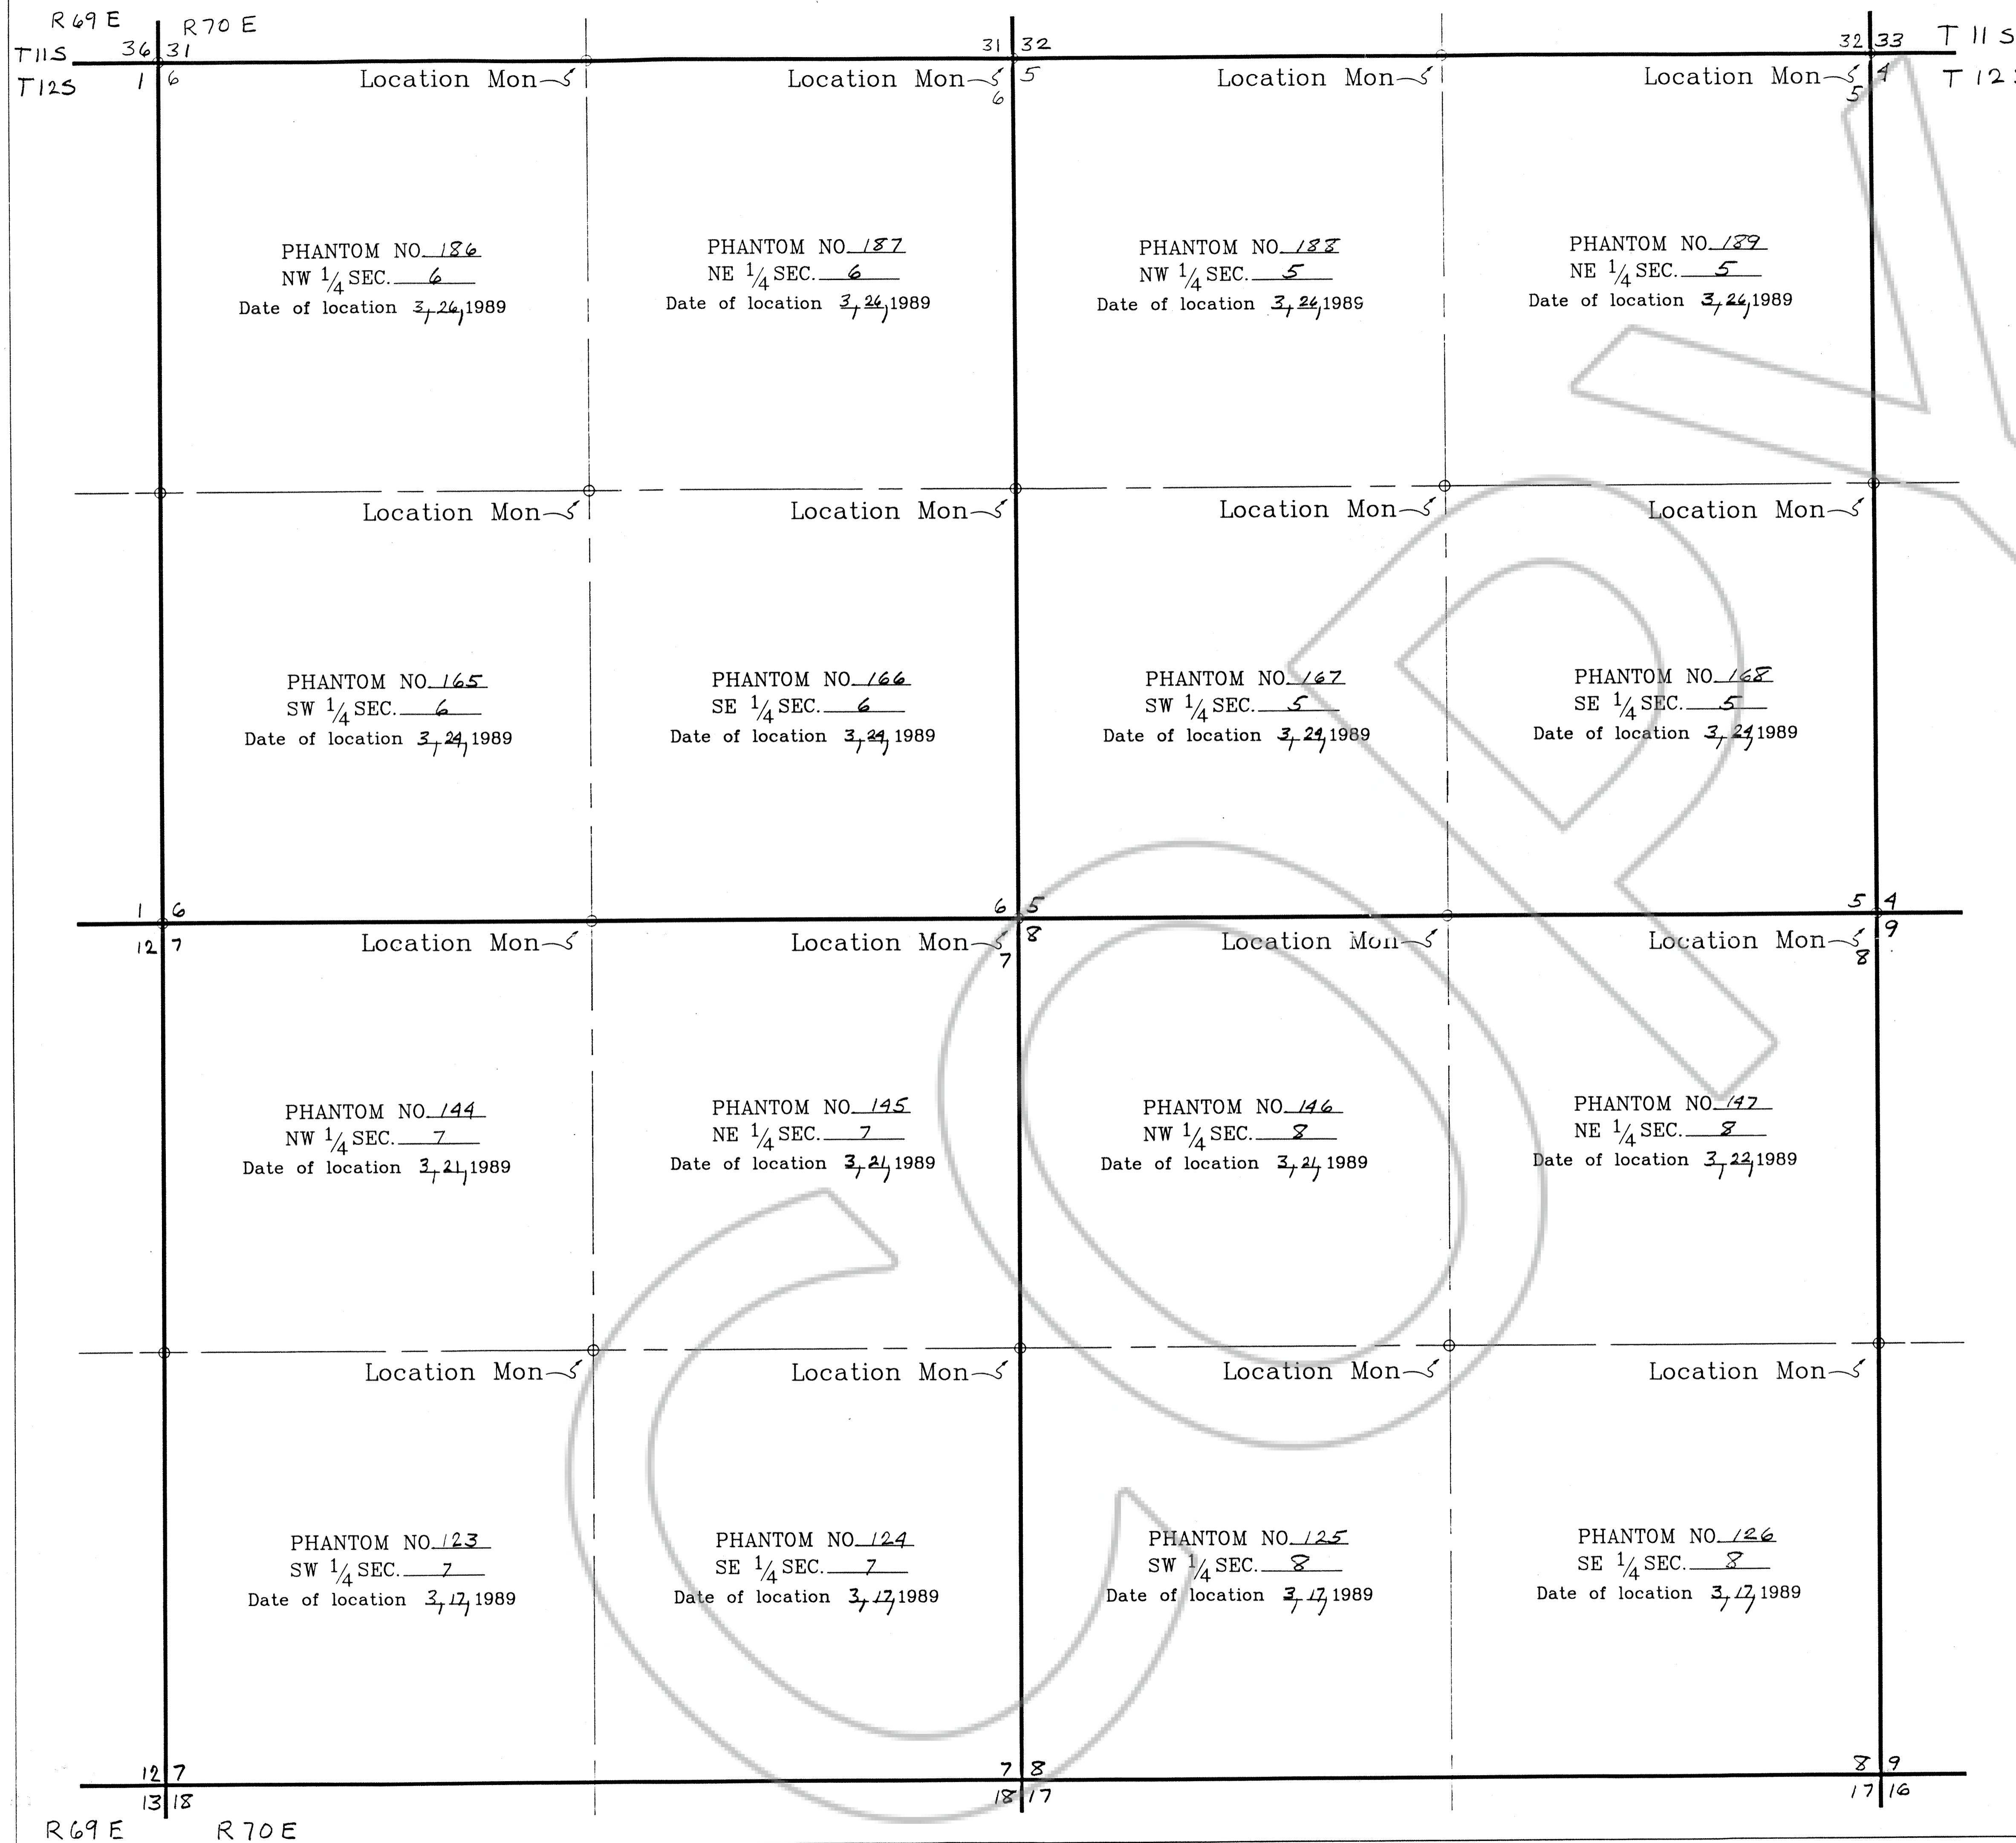 R69E R70E
T11S 36 31 31 32 32 33 T 11 S
T12S 1 6 Location Mon Location Mon 5 Location Mon Location Mon 4 T 12
6 5
PHANTOM NO. 186 PHANTOM NO. 187 PHANTOM NO. 188 PHANTOM NO. 189
NW 1/4 SEC. 6 NE 1/4 SEC. 6 NW 1/4 SEC. 5 NE 1/4 SEC. 5
Date of location 3, 26, 1989 Date of location 3, 26, 1989 Date of location 3, 26, 1989 Date of location 3, 26, 1989
Location Mon Location Mon Location Mon Location Mon
PHANTOM NO. 165 PHANTOM NO. 166 PHANTOM NO. 167 PHANTOM NO. 168
SW 1/4 SEC. 6 SE 1/4 SEC. 6 SW 1/4 SEC. 5 SE 1/4 SEC. 5
Date of location 3, 24, 1989 Date of location 3, 24, 1989 Date of location 3, 24, 1989 Date of location 3, 24, 1989
1 6 6 5 5 4
12 7 Location Mon Location Mon 8 Location Mon Location Mon 9
7 8
PHANTOM NO. 144 PHANTOM NO. 145 PHANTOM NO. 146 PHANTOM NO. 147
NW 1/4 SEC. 7 NE 1/4 SEC. 7 NW 1/4 SEC. 8 NE 1/4 SEC. 8
Date of location 3, 21, 1989 Date of location 3, 21, 1989 Date of location 3, 21, 1989 Date of location 3, 22, 1989
Location Mon Location Mon Location Mon Location Mon
PHANTOM NO. 123 PHANTOM NO. 124 PHANTOM NO. 125 PHANTOM NO. 126
SW 1/4 SEC. 7 SE 1/4 SEC. 7 SW 1/4 SEC. 8 SE 1/4 SEC. 8
Date of location 3, 17, 1989 Date of location 3, 17, 1989 Date of location 3, 17, 1989 Date of location 3, 17, 1989
12 7 7 8 8 9
13 18 18 17 17 16
R69E R70E
COPY